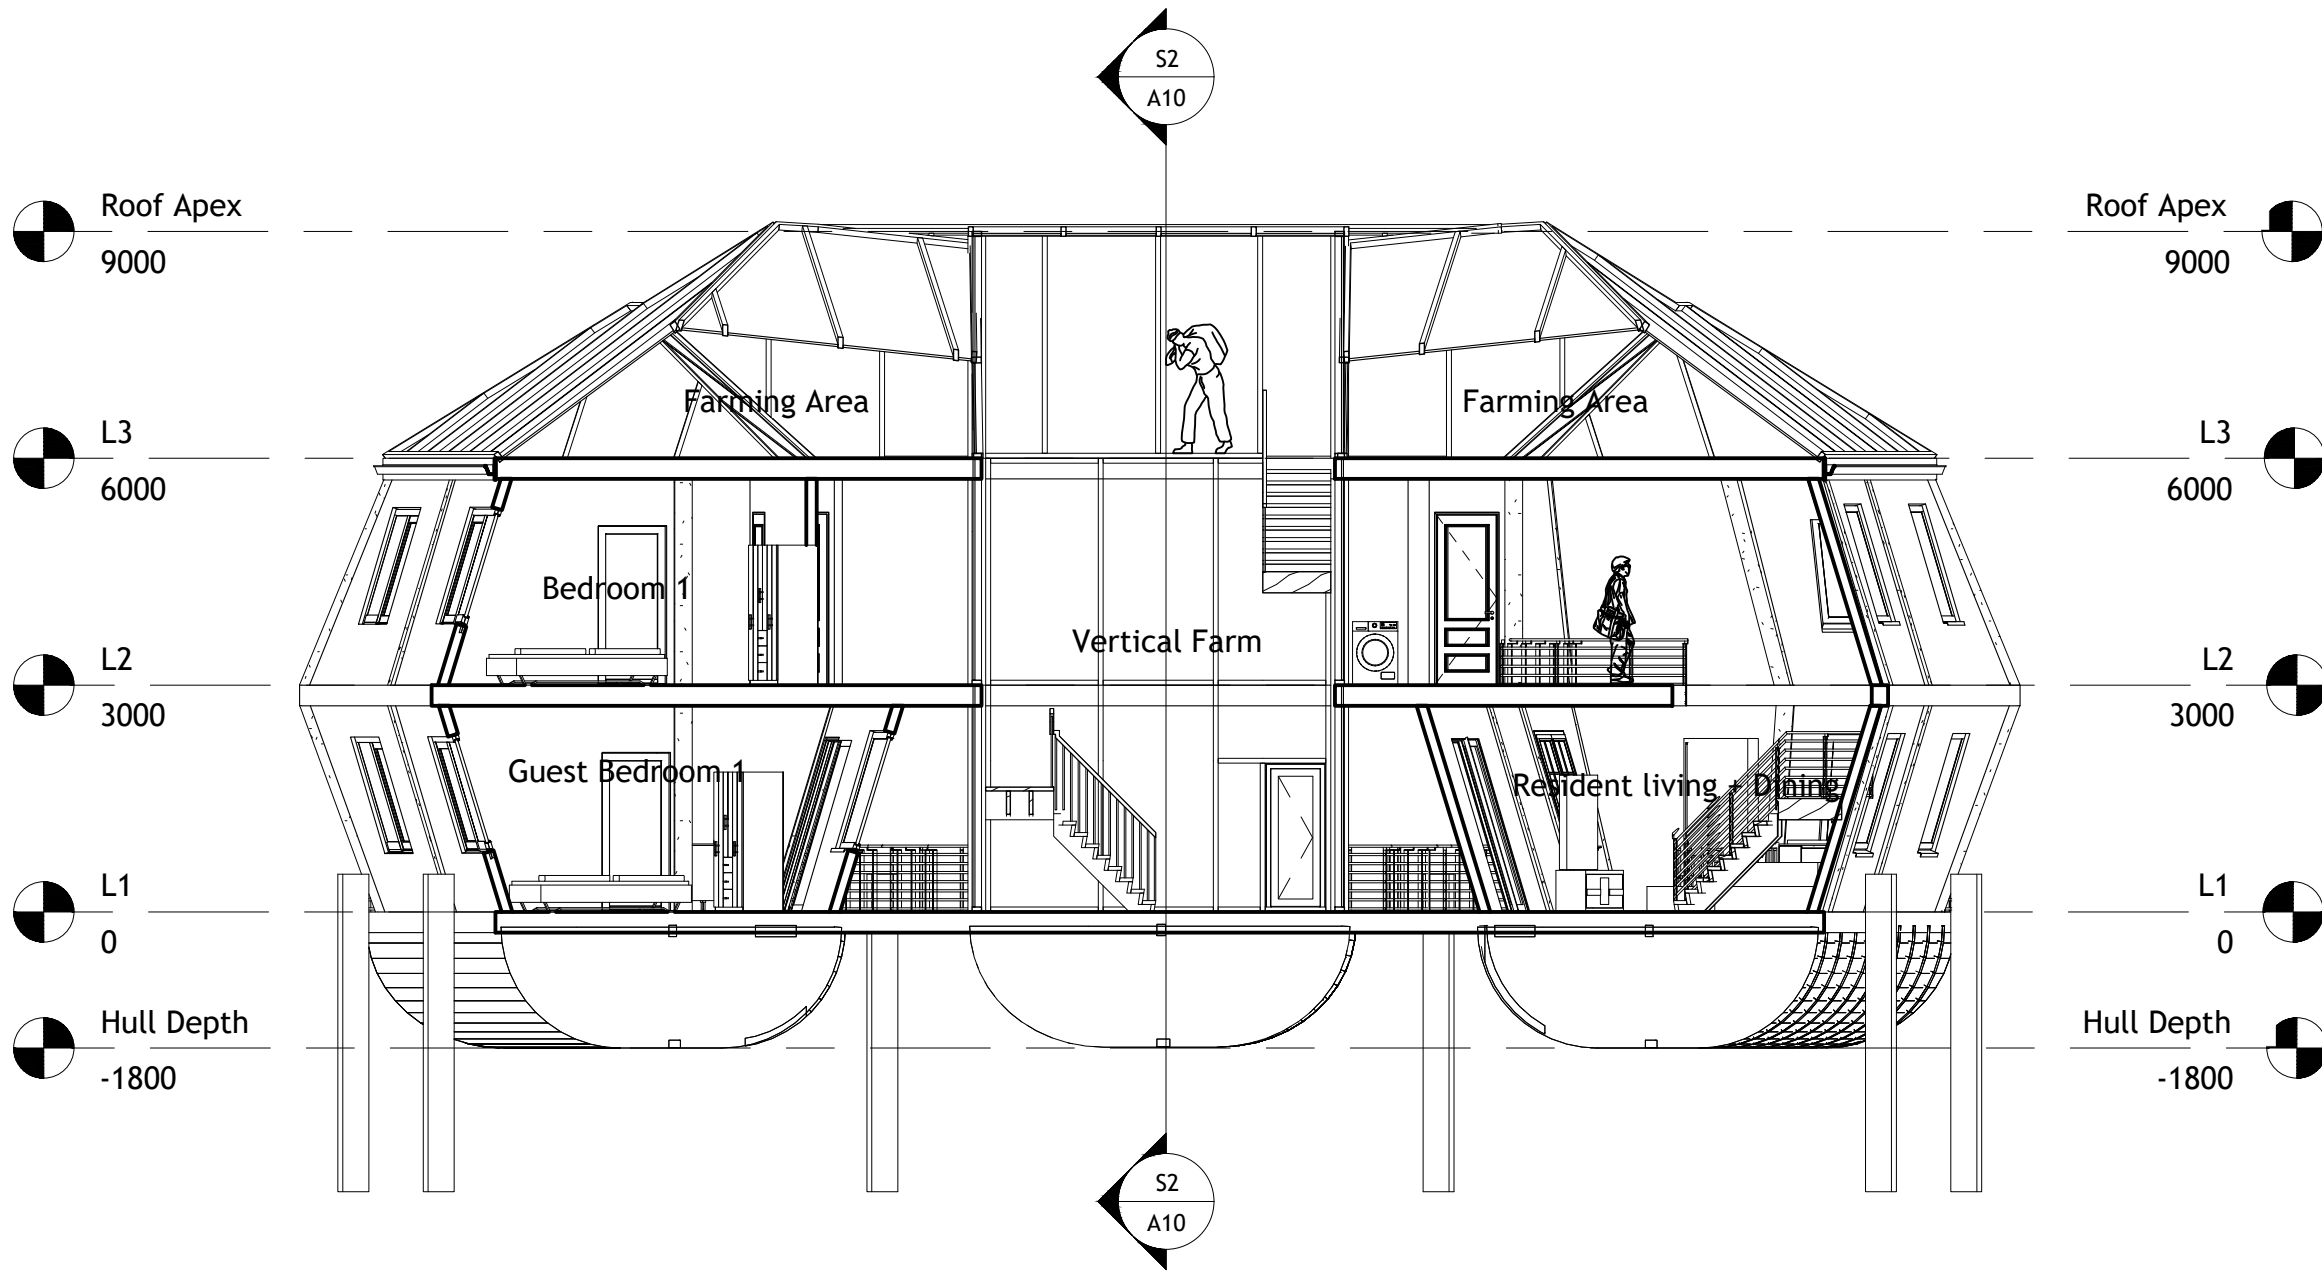 S2
A10
Roof Apex
9000
Roof Apex
9000
Farming Area
Farming Area
L3
6000
L3
6000
Bedroom 1
Vertical Farm
L2
3000
L2
3000
Guest Bedroom 1
Resident living + Dining
L1
0
L1
0
Hull Depth
-1800
Hull Depth
-1800
S2
A10